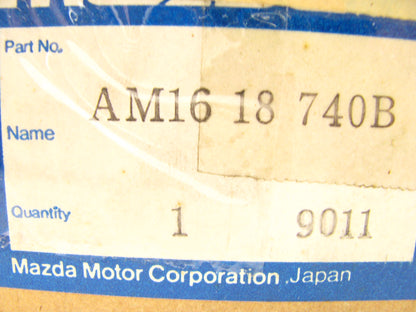 Part No.
AM16 18 740B
Name
Quantity 1 9011
Mazda Motor Corporation ,Japan